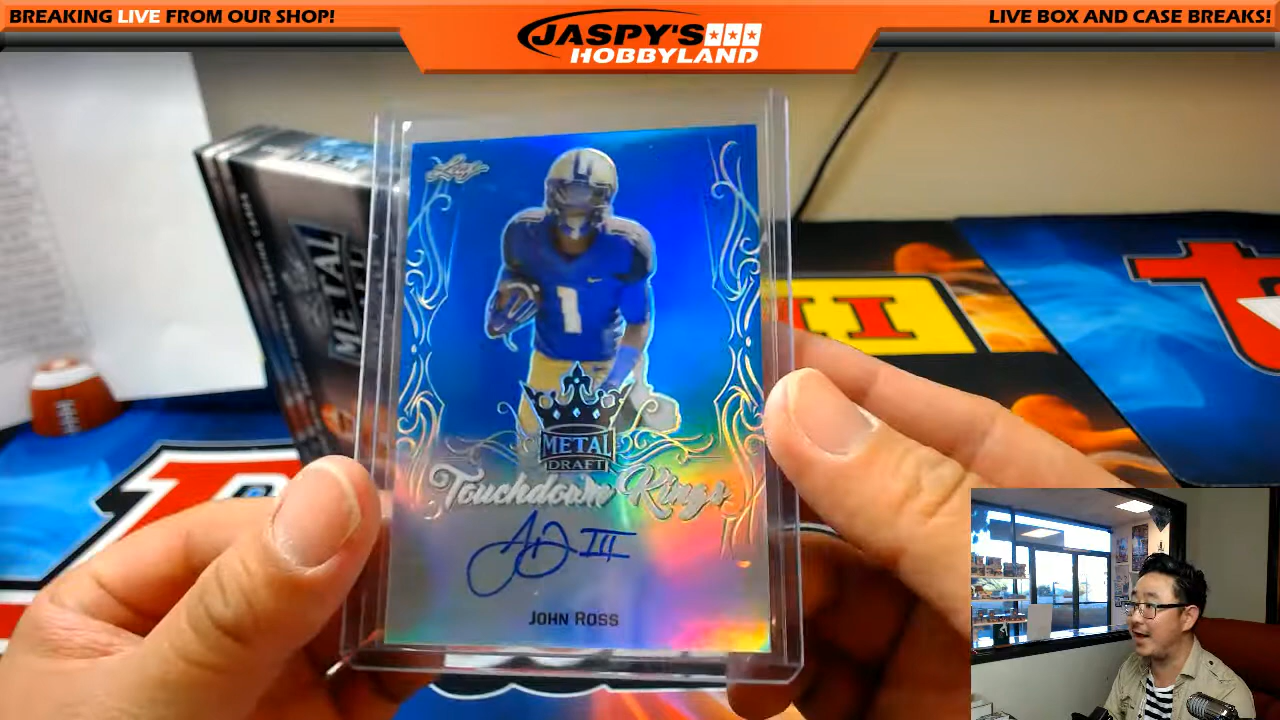 BREAKING LIVE FROM OUR SHOP!
JASPY'S
HOBBYLAND
LIVE BOX AND CASE BREAKS!
Leaf
1
METAL
METAL
DRAFT
Touchdown Kings
III
JOHN ROSS